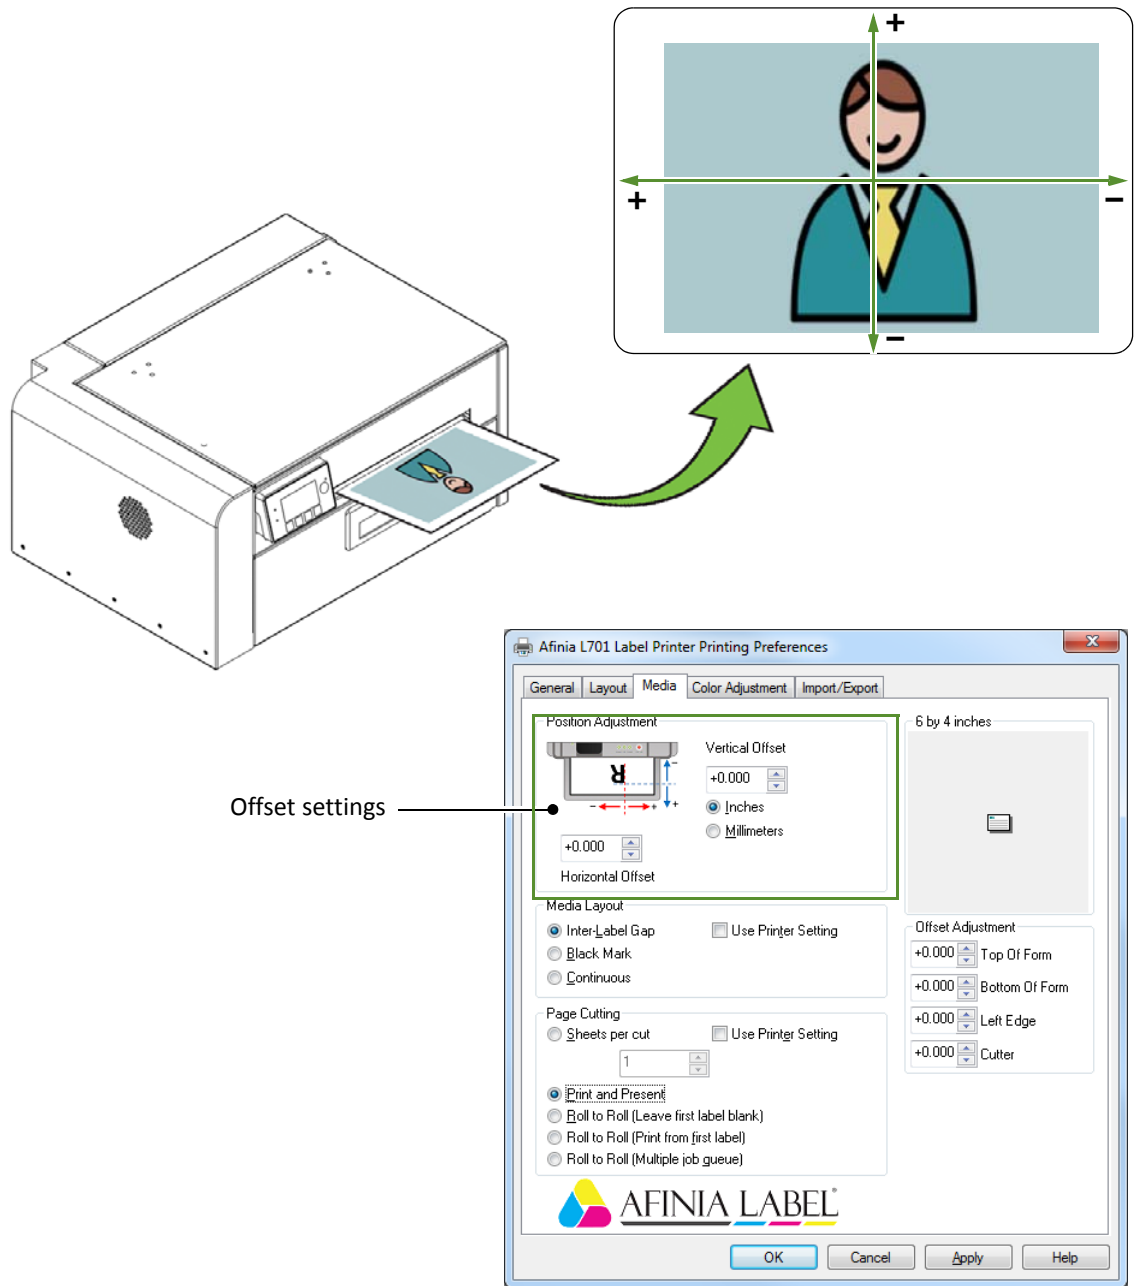 +
+
−
−
Afinia L701 Label Printer Printing Preferences
x
General Layout Media Color Adjustment Import/Export
Position Adjustment
R
−
+
− +
Vertical Offset
+0.000
Inches
Millimeters
+0.000
Horizontal Offset
Offset settings
6 by 4 inches
Media Layout
Inter-Label Gap Use Printer Setting
Black Mark
Continuous
Offset Adjustment
+0.000 Top Of Form
+0.000 Bottom Of Form
+0.000 Left Edge
+0.000 Cutter
Page Cutting
Sheets per cut Use Printer Setting
1
Print and Present
Roll to Roll (Leave first label blank)
Roll to Roll (Print from first label)
Roll to Roll (Multiple job queue)
AFINIA LABEL®
OK Cancel Apply Help